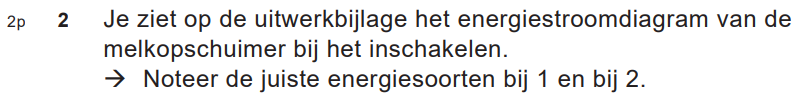 2p 2 Je ziet op de uitwerkbijlage het energiestroomdiagram van de
melkopschuimer bij het inschakelen.
→ Noteer de juiste energiesoorten bij 1 en bij 2.